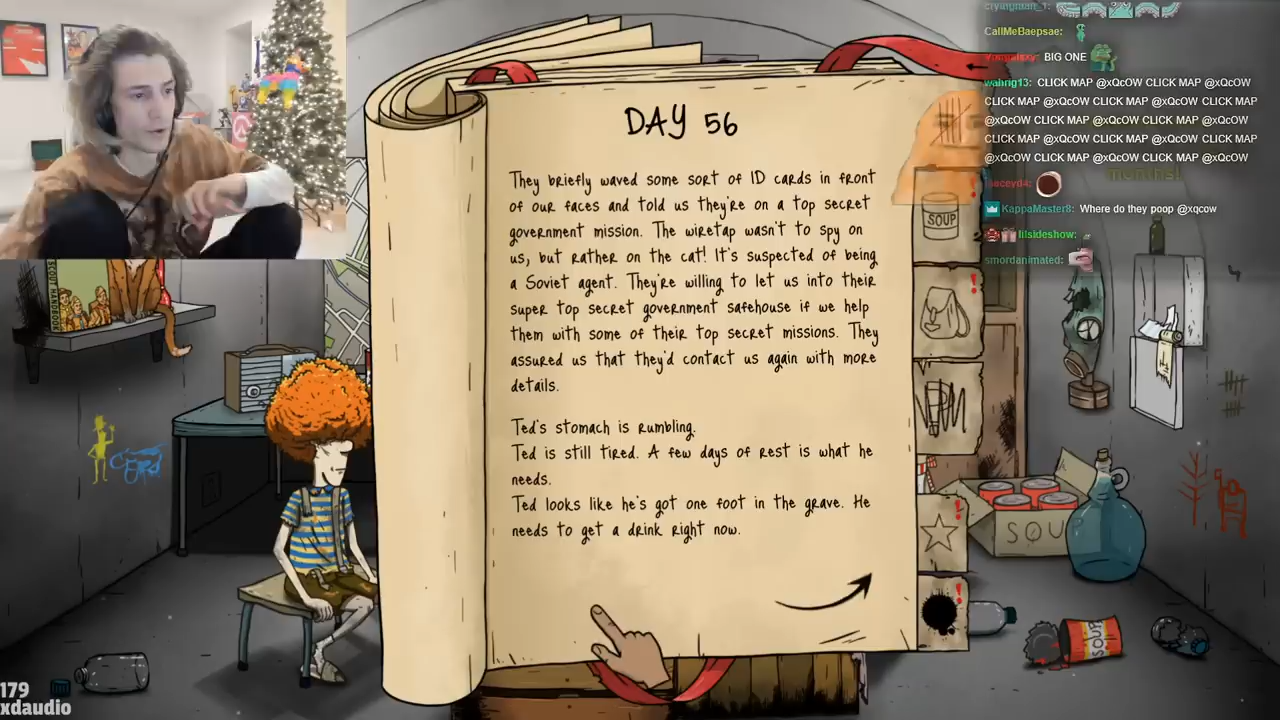 CallMeBaepsae:
BIG ONE
wahrig13: CLICK MAP @xQcOW CLICK MAP @xQcOW
CLICK MAP @xQcOW CLICK MAP @xQcOW CLICK MAP
@xQcOW CLICK MAP @xQcOW CLICK MAP @xQcOW
CLICK MAP @xQcOW CLICK MAP @xQcOW CLICK MAP
@xQcOW CLICK MAP @xQcOW CLICK MAP @xQcOW
months!
KappaMaster8: Where do they poop @xqcow
lilsideshow:
smordanimated:
DAY 56
They briefly waved some sort of ID cards in front
of our faces and told us they're on a top secret
government mission. The wiretap wasn't to spy on
us, but rather on the cat! It's suspected of being
a Soviet agent. They're willing to let us into their
super top secret government safehouse if we help
them with some of their top secret missions. They
assured us that they'd contact us again with more
details.
Ted's stomach is rumbling.
Ted is still tired. A few days of rest is what he
needs.
Ted looks like he's got one foot in the grave. He
needs to get a drink right now.
SOUP
SOU
SOUP
179
xdaudio